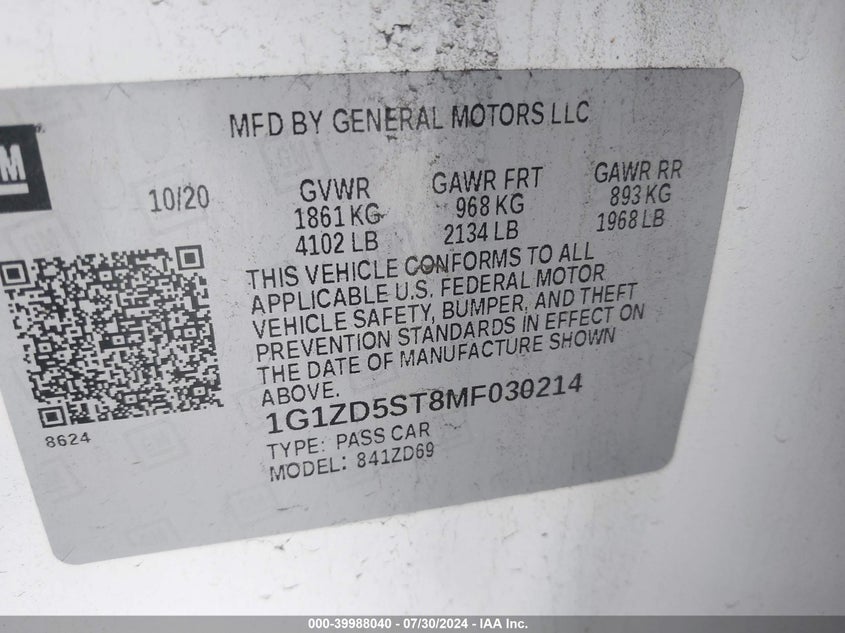 MFD BY GENERAL MOTORS LLC
M
10/20
GVWR
1861 KG
4102 LB
GAWR FRT
968 KG
2134 LB
GAWR RR
893 KG
1968 LB
THIS VEHICLE CONFORMS TO ALL
APPLICABLE U.S. FEDERAL MOTOR
VEHICLE SAFETY, BUMPER, AND THEFT
PREVENTION STANDARDS IN EFFECT ON
THE DATE OF MANUFACTURE SHOWN
ABOVE.
1G1ZD5ST8MF030214
TYPE: PASS CAR
MODEL: 841ZD69
8624
000-39988040 - 07/30/2024 - IAA Inc.